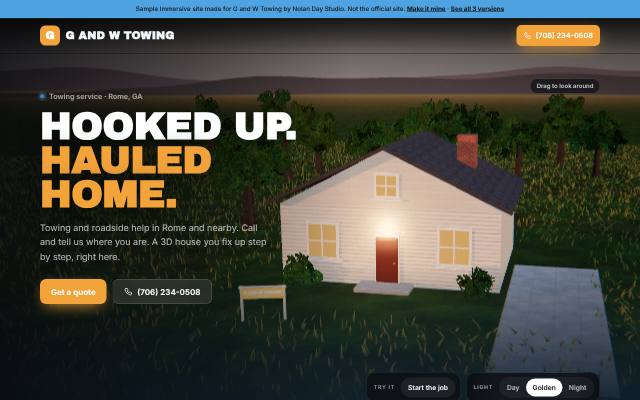 Sample Immersive site made for G and W Towing by Nolan Day Studio. Not the official site. Make it mine · See all 3 versions
G G AND W TOWING
(706) 234-0508
Drag to look around
Towing service · Rome, GA
HOOKED UP.
HAULED
HOME.
Towing and roadside help in Rome and nearby. Call
and tell us where you are. A 3D house you fix up step
by step, right here.
Get a quote
(706) 234-0508
TRY IT Start the job
LIGHT Day Golden Night